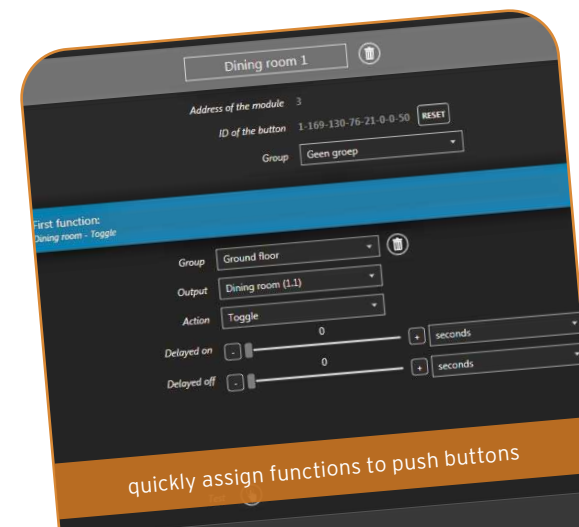 Dining room 1
Address of the module 3
ID of the button 1-169-130-76-21-0-0-50 RESET
Group Geen groep
First function:
Dining room - Toggle
Group Ground floor
Output Dining room (1.1)
Action Toggle
Delayed on - 0 + seconds
Delayed off - 0 + seconds
quickly assign functions to push buttons